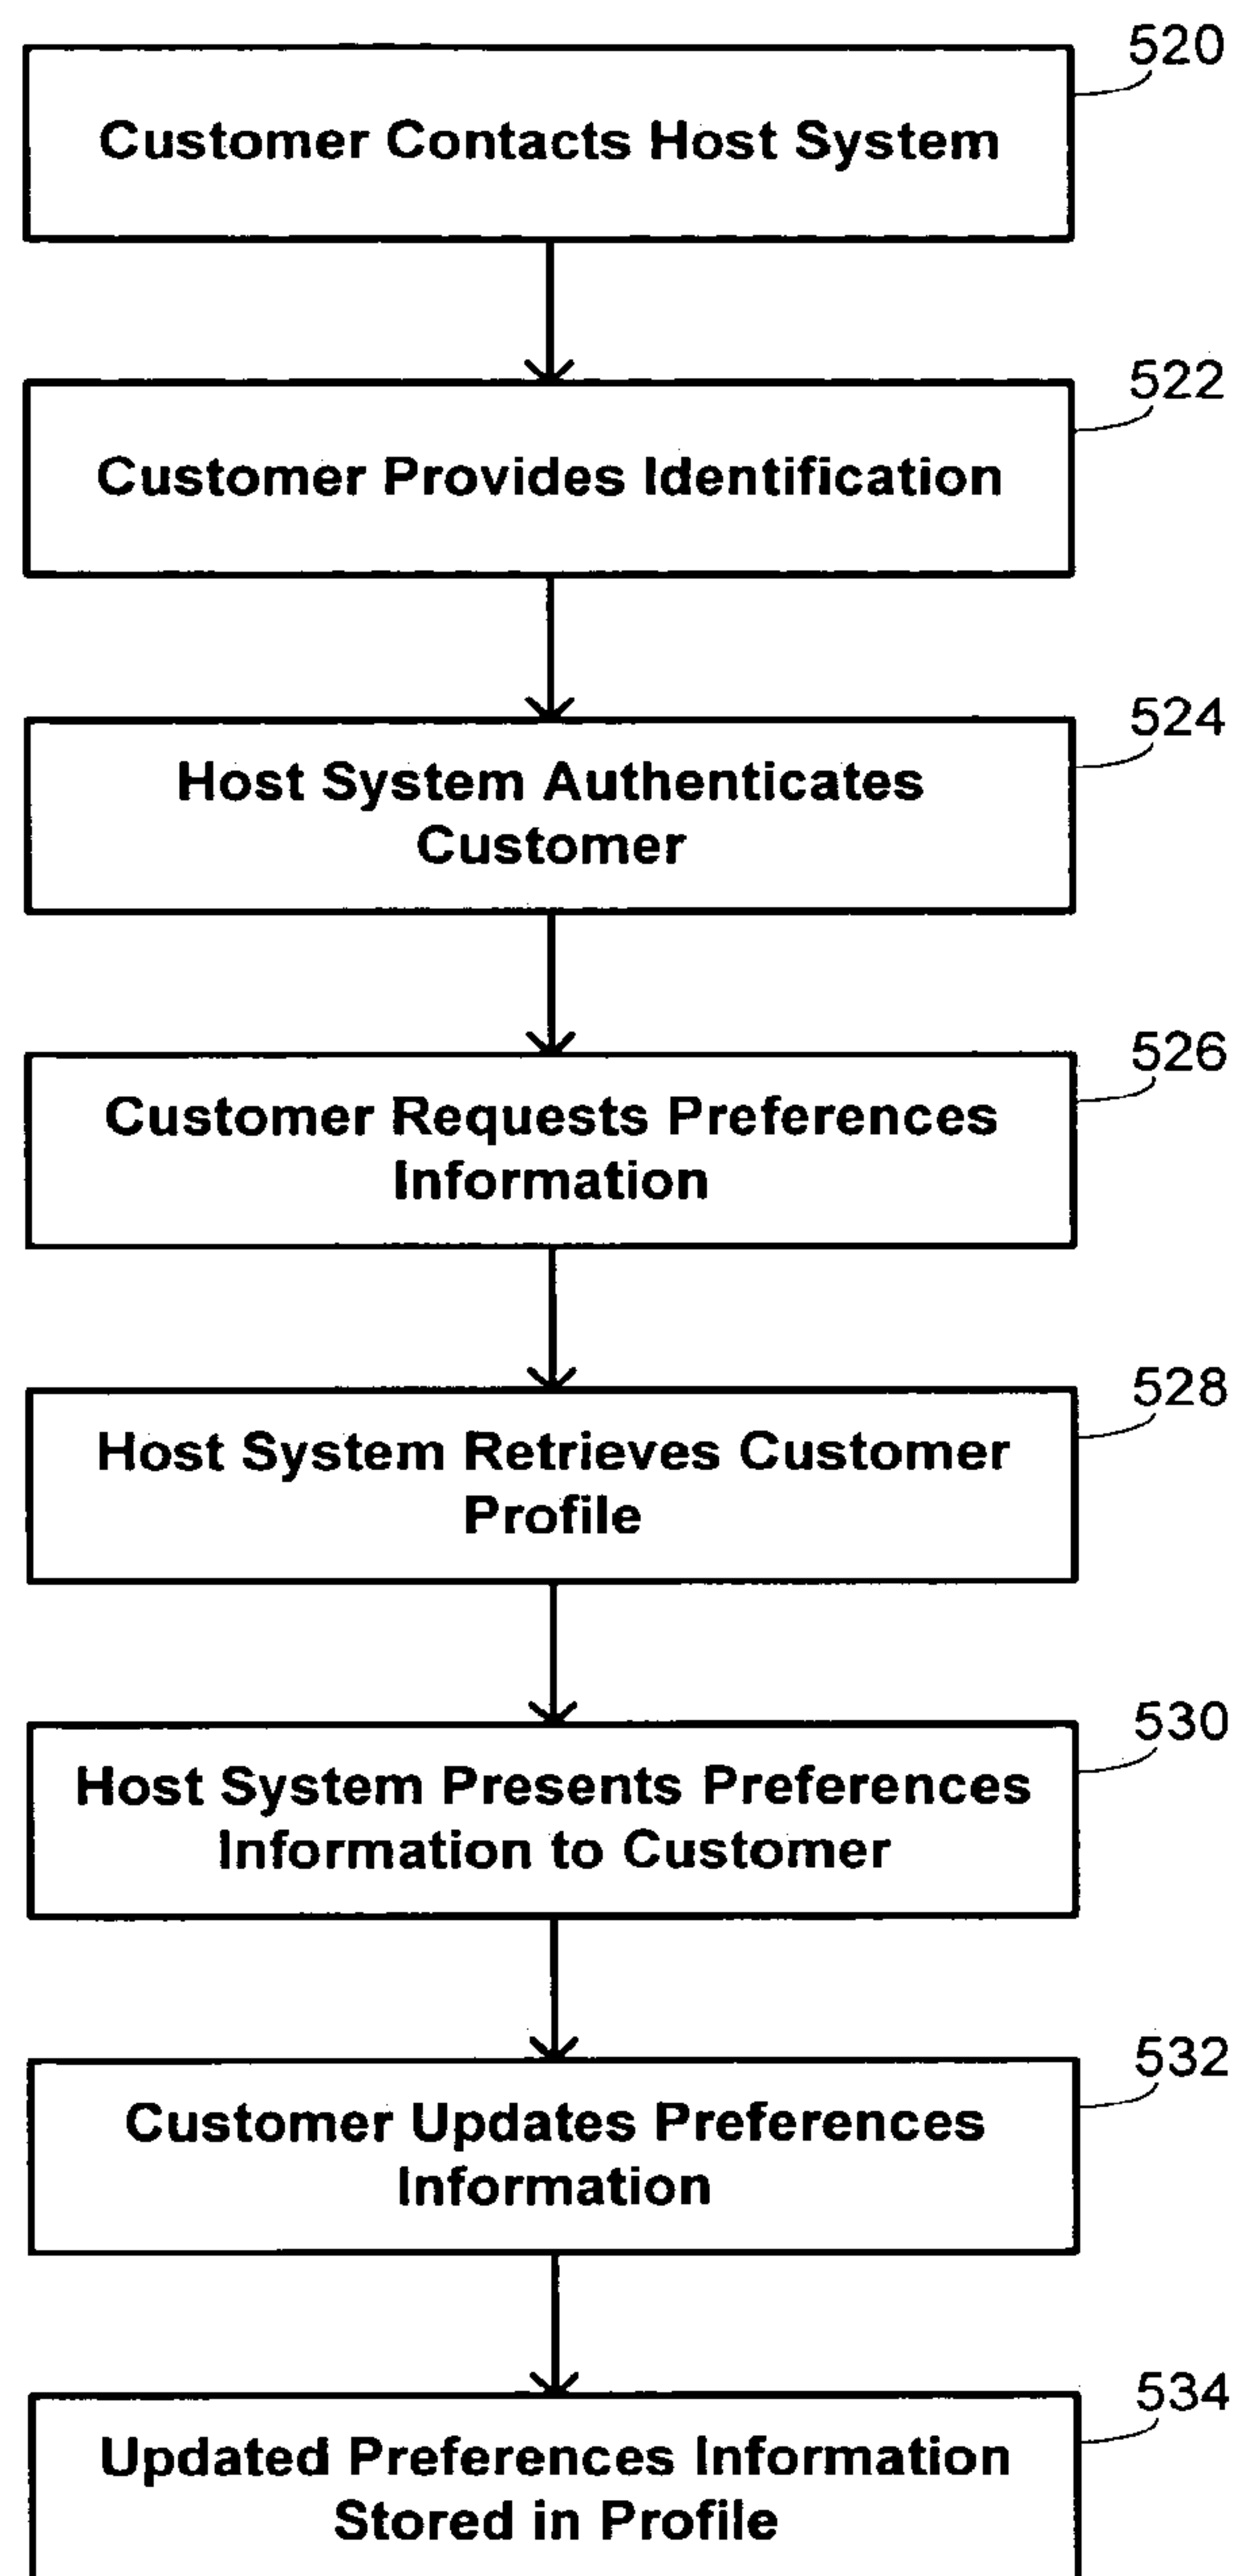 520
Customer Contacts Host System
522
Customer Provides Identification
524
Host System Authenticates
Customer
526
Customer Requests Preferences
Information
528
Host System Retrieves Customer
Profile
530
Host System Presents Preferences
Information to Customer
532
Customer Updates Preferences
Information
534
Updated Preferences Information
Stored in Profile